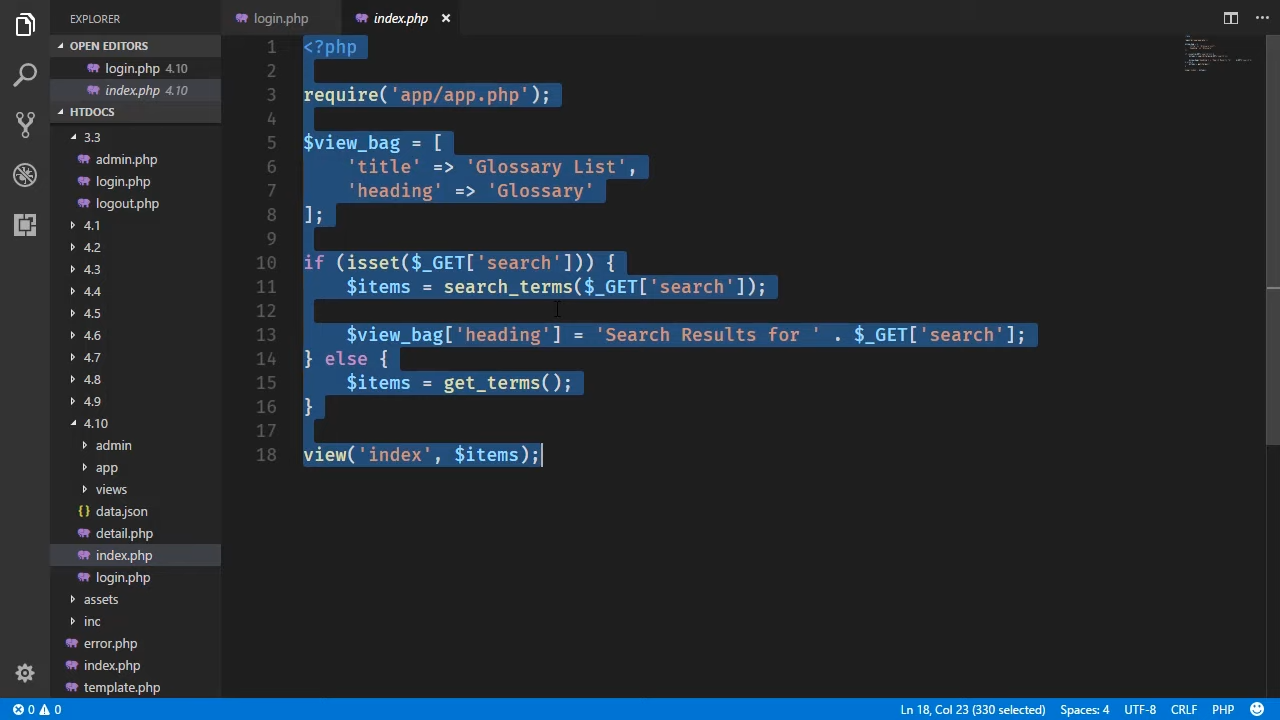 EXPLORER
OPEN EDITORS
login.php 4.10
index.php 4.10
HTDOCS
3.3
admin.php
login.php
logout.php
4.1
4.2
4.3
4.4
4.5
4.6
4.7
4.8
4.9
4.10
admin
app
views
{} data.json
detail.php
index.php
login.php
assets
inc
error.php
index.php
template.php
login.php index.php ×
1 <?php
2
3 require('app/app.php');
4
5 $view_bag = [
6     'title' => 'Glossary List',
7     'heading' => 'Glossary'
8 ];
9
10 if (isset($_GET['search'])) {
11     $items = search_terms($_GET['search']);
12
13     $view_bag['heading'] = 'Search Results for ' . $_GET['search'];
14 } else {
15     $items = get_terms();
16 }
17
18 view('index', $items);
0 0 Ln 18, Col 23 (330 selected) Spaces: 4 UTF-8 CRLF PHP